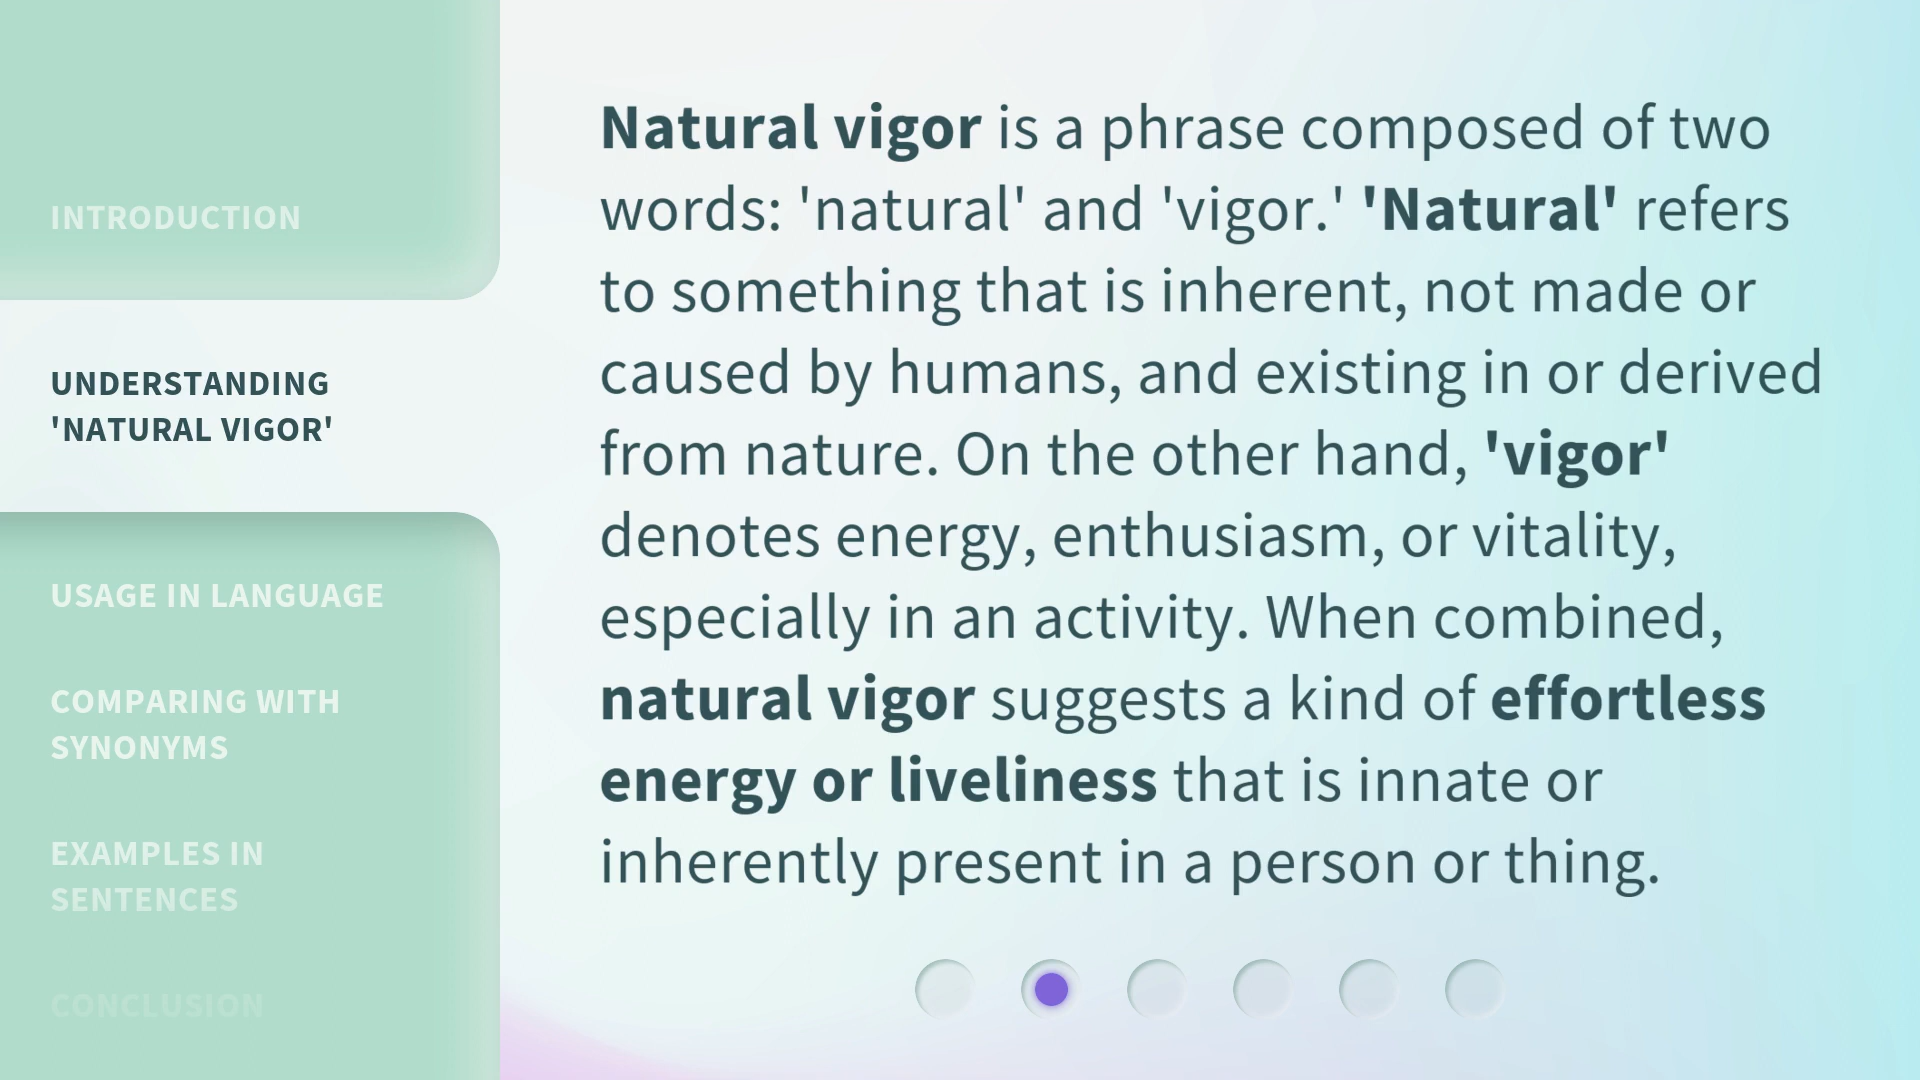 INTRODUCTION
UNDERSTANDING
'NATURAL VIGOR'
USAGE IN LANGUAGE
COMPARING WITH
SYNONYMS
EXAMPLES IN
SENTENCES
CONCLUSION
Natural vigor is a phrase composed of two
words: 'natural' and 'vigor.' 'Natural' refers
to something that is inherent, not made or
caused by humans, and existing in or derived
from nature. On the other hand, 'vigor'
denotes energy, enthusiasm, or vitality,
especially in an activity. When combined,
natural vigor suggests a kind of effortless
energy or liveliness that is innate or
inherently present in a person or thing.